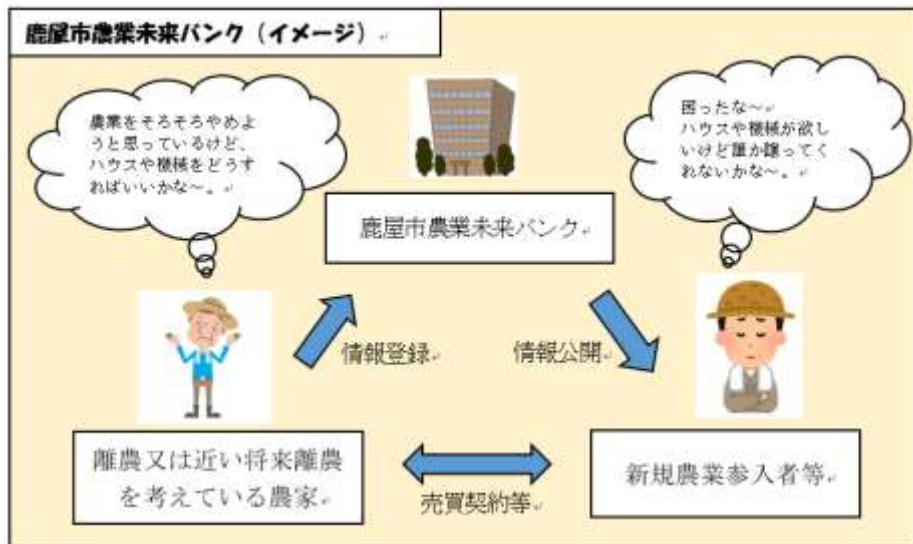 鹿屋市農業未来バンク（イメージ）
農業をそろそろやめよ
うと思っているけど、
ハウスや機械をどうす
ればいいかな～。
困ったな～
ハウスや機械が欲し
いけど誰か譲ってく
れないかな～。
鹿屋市農業未来バンク
情報登録
情報公開
離農又は近い将来離農
を考えている農家
売買契約等
新規農業参入者等